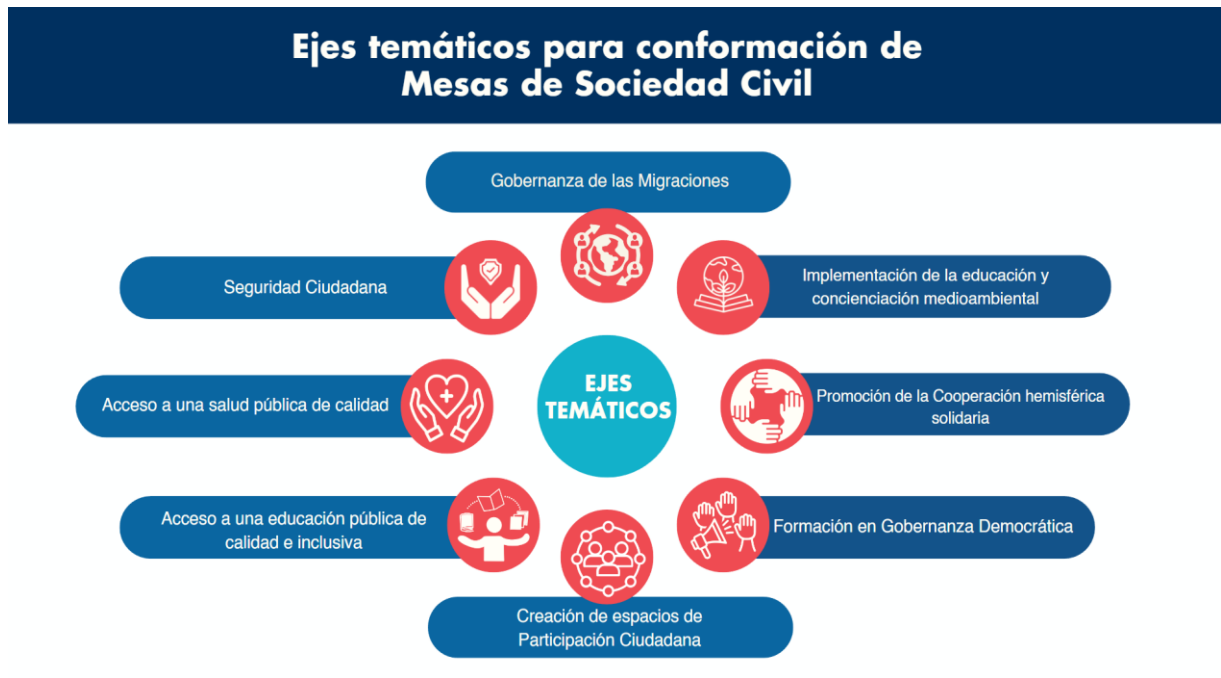 Ejes temáticos para conformación de
Mesas de Sociedad Civil
Gobernanza de las Migraciones
Seguridad Ciudadana
Implementación de la educación y
concienciación medioambiental
Acceso a una salud pública de calidad
EJES
TEMÁTICOS
Promoción de la Cooperación hemisférica
solidaria
Acceso a una educación pública de
calidad e inclusiva
Formación en Gobernanza Democrática
Creación de espacios de
Participación Ciudadana